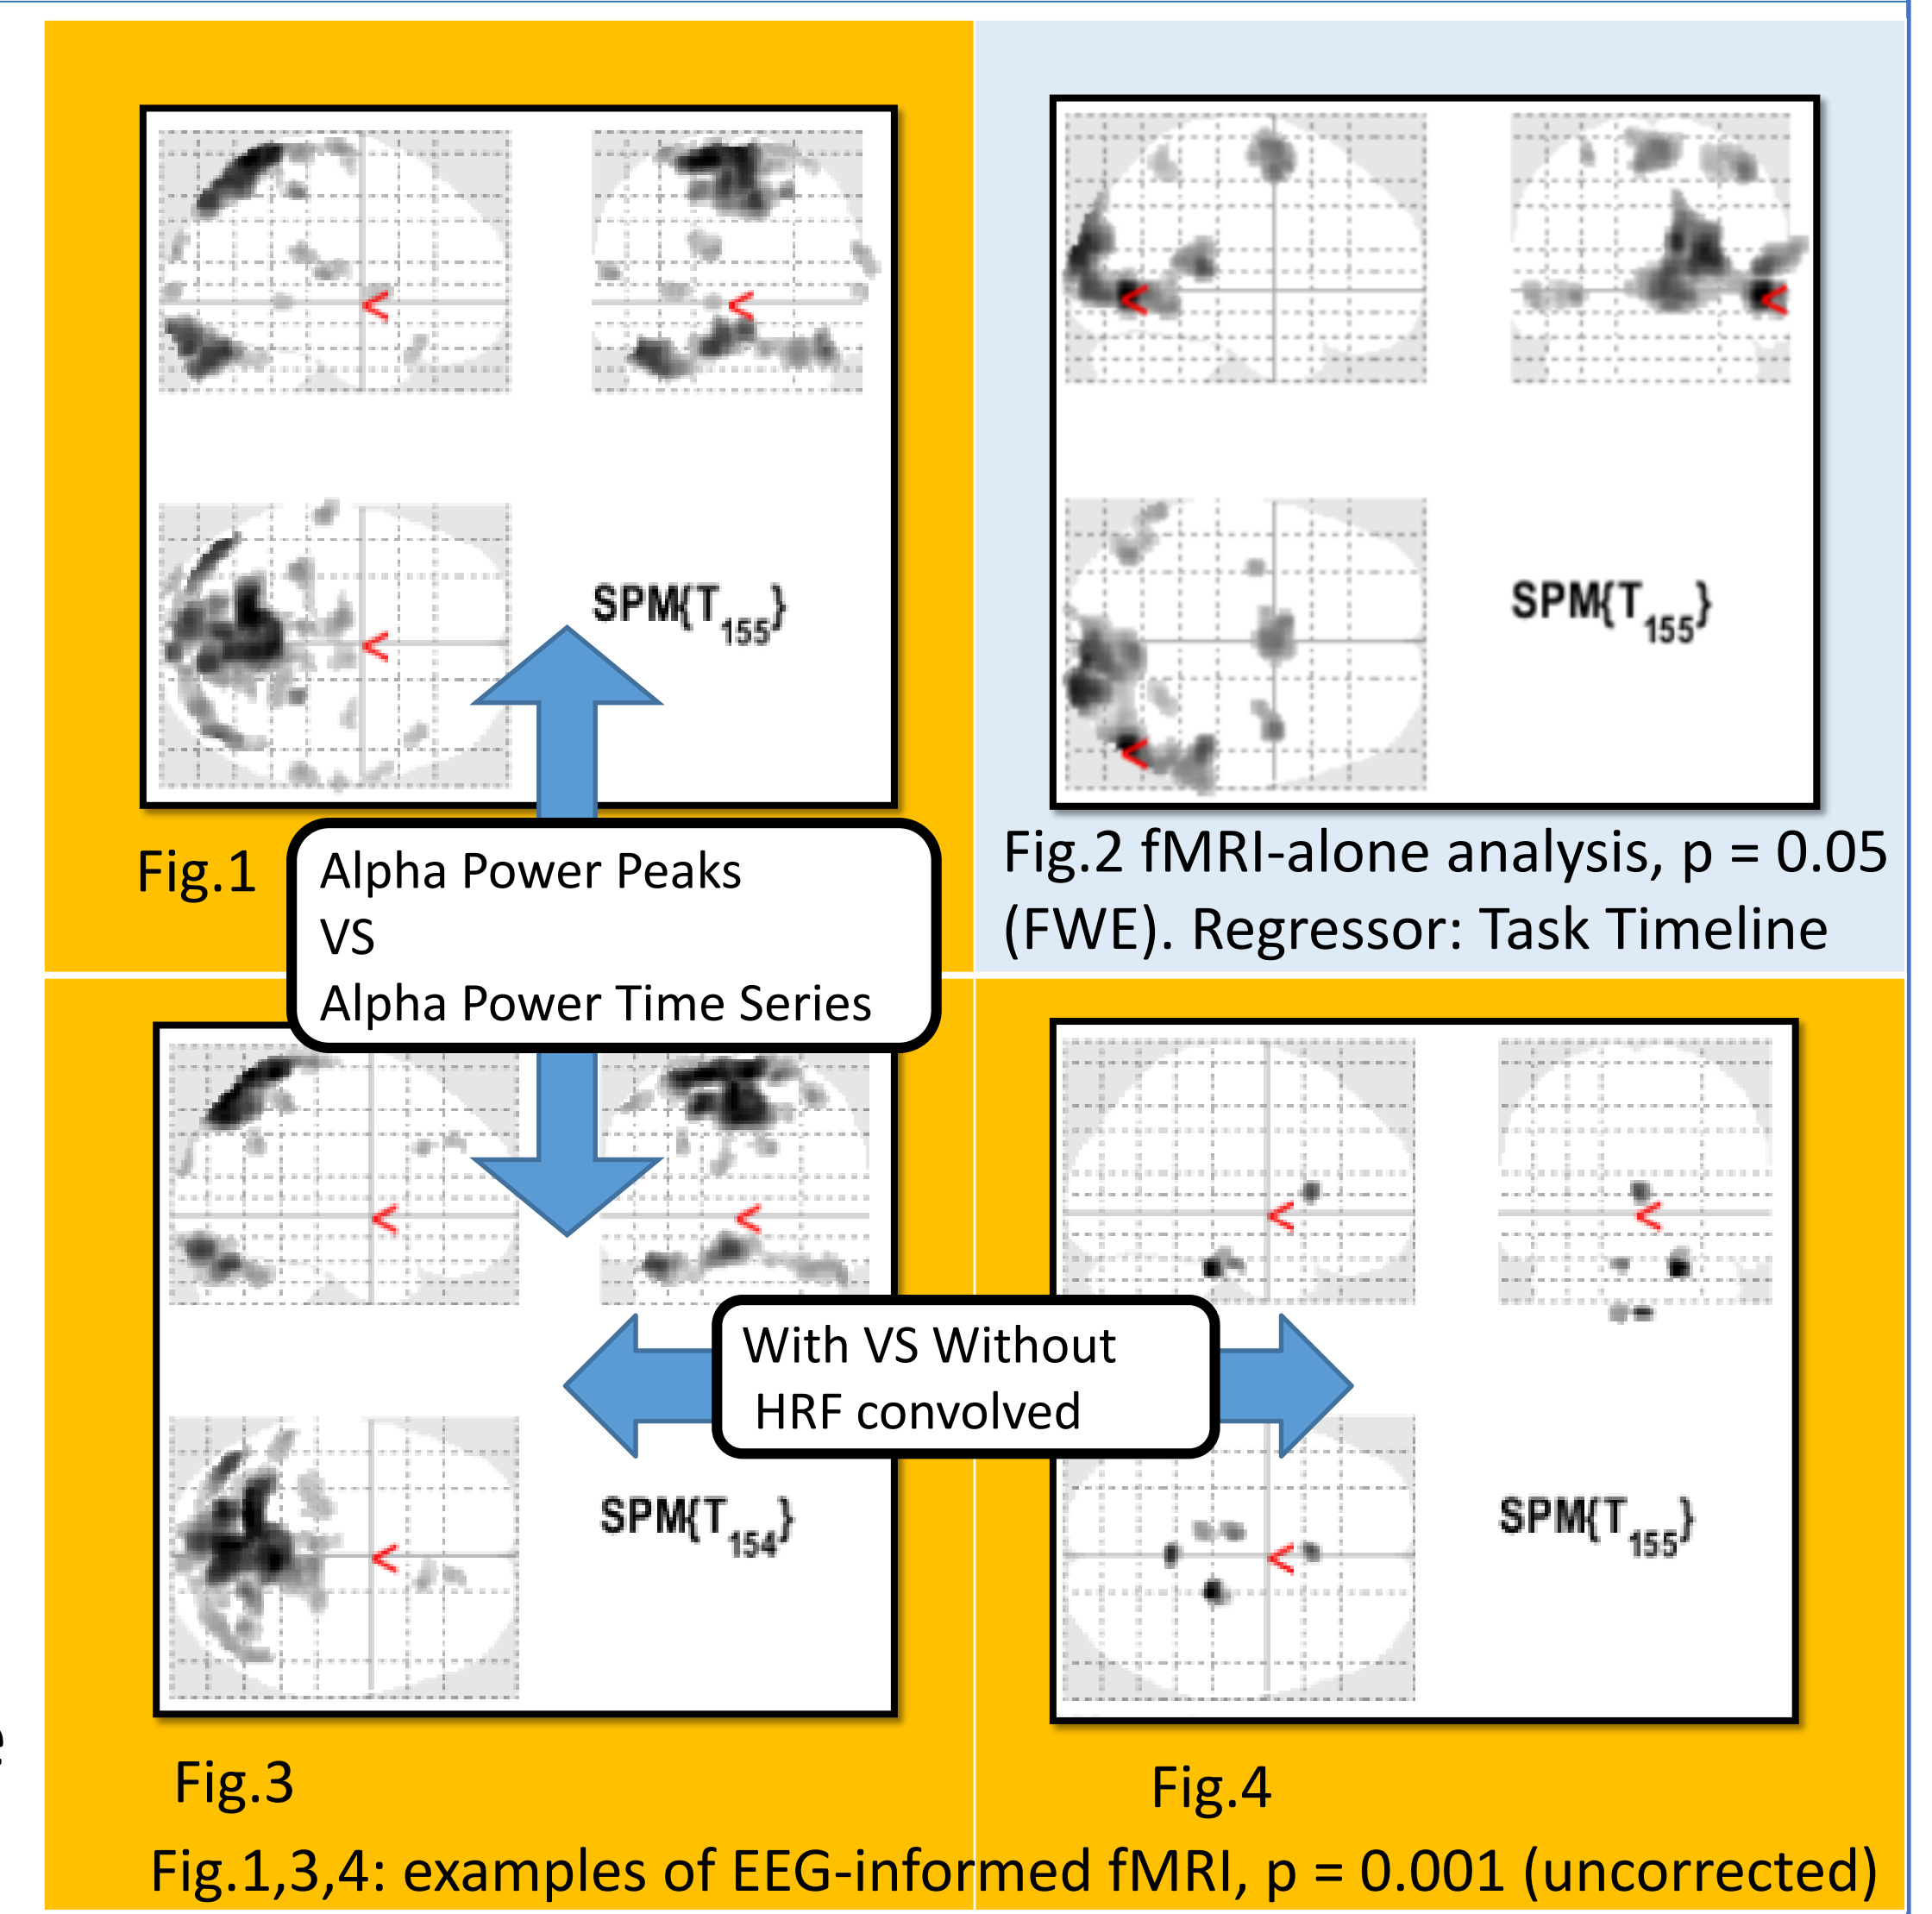 SPM{T155}
SPM{T155}
Fig.1
Alpha Power Peaks
VS
Alpha Power Time Series
Fig.2 fMRI-alone analysis, p = 0.05
(FWE). Regressor: Task Timeline
With VS Without
HRF convolved
SPM{T154}
SPM{T155}
e
Fig.3
Fig.4
Fig.1,3,4: examples of EEG-informed fMRI, p = 0.001 (uncorrected)